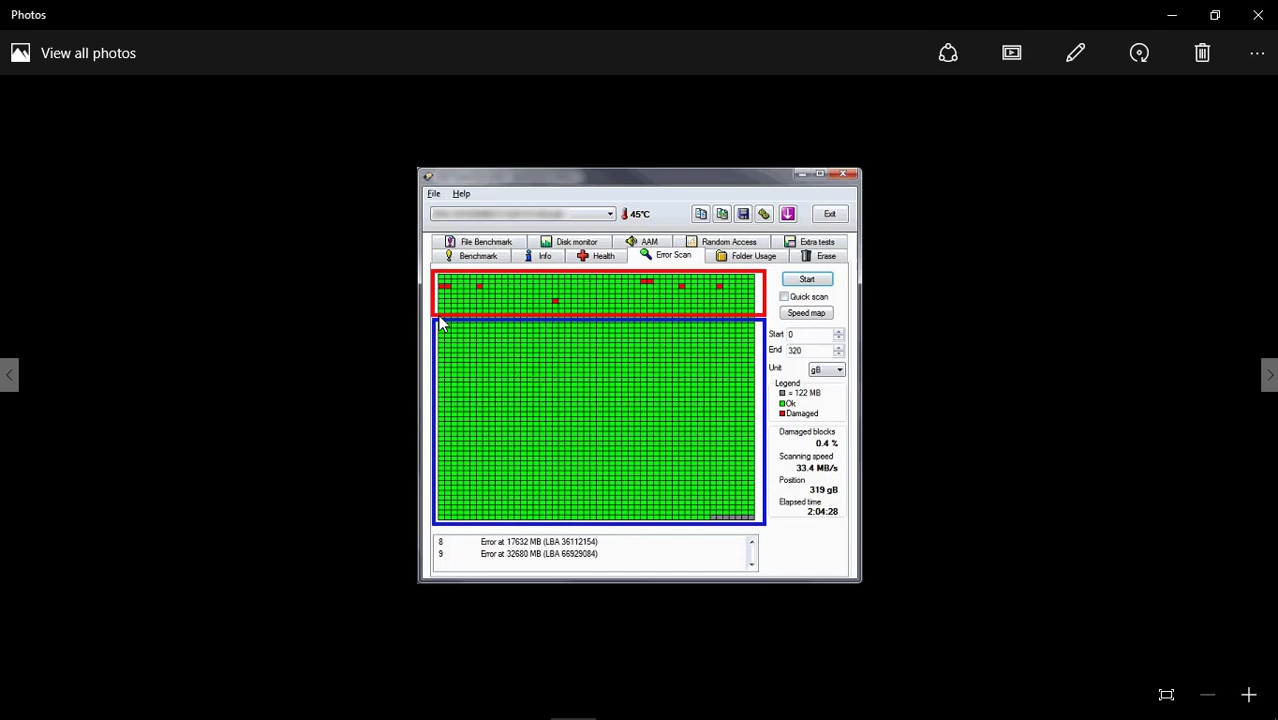 Photos
View all photos
File Help
45°C
Exit
File Benchmark Disk monitor AAM Random Access Extra tests
Benchmark Info Health Error Scan Folder Usage Erase
Start
Quick scan
Speed map
Start 0
End 320
Unit gB
Legend
= 122 MB
Ok
Damaged
Damaged blocks
0.4 %
Scanning speed
33.4 MB/s
Position
319 gB
Elapsed time
2:04:28
8 Error at 17632 MB (LBA 36112154)
9 Error at 32680 MB (LBA 66929084)